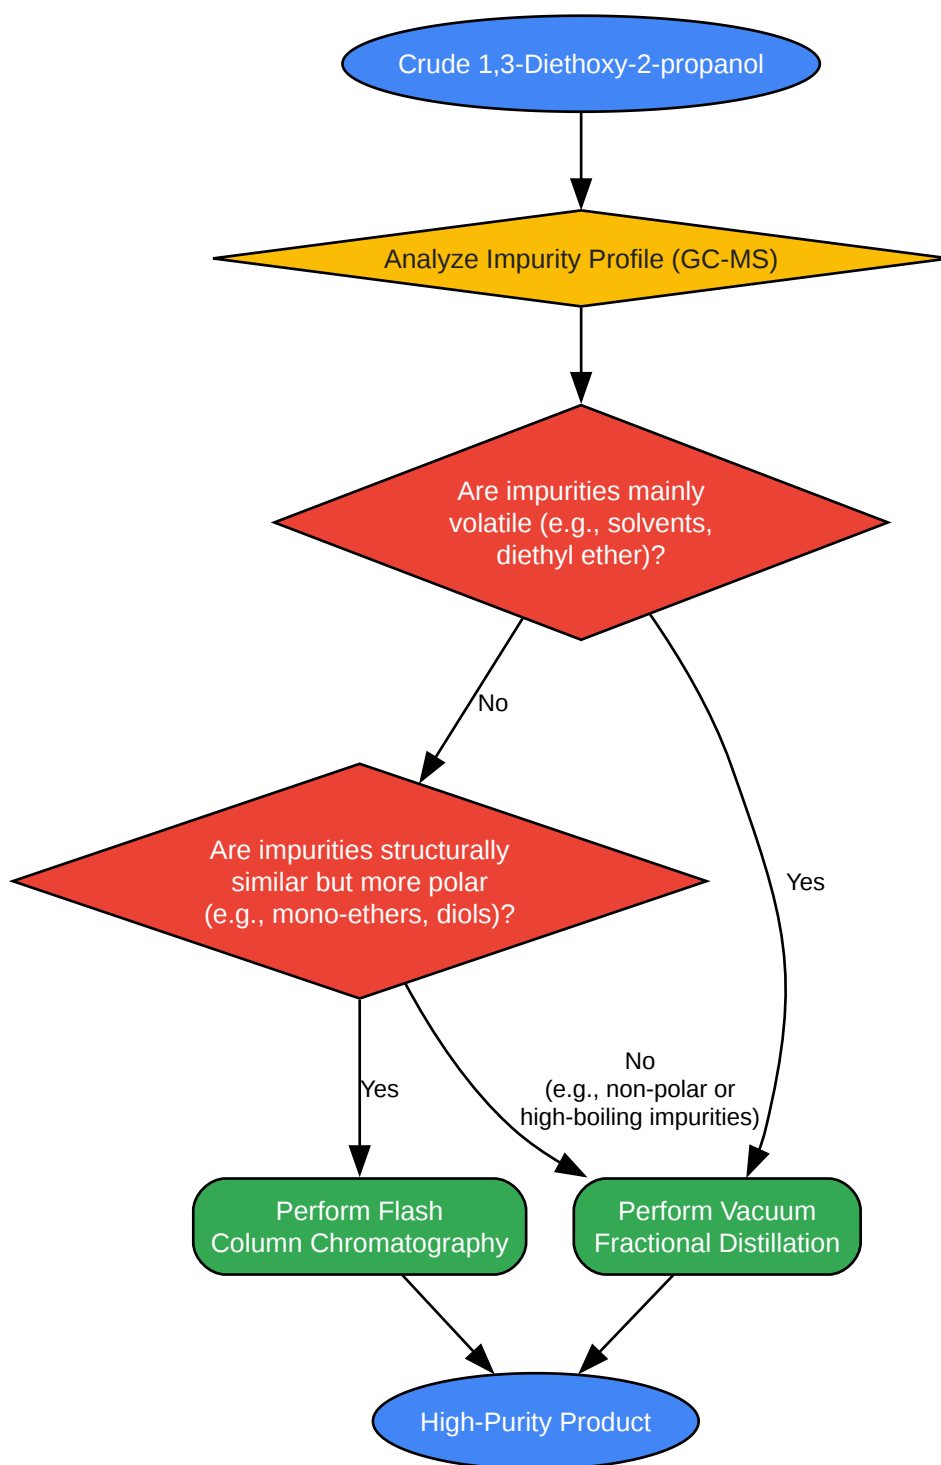 Crude 1,3-Diethoxy-2-propanol
Analyze Impurity Profile (GC-MS)
Are impurities mainly
volatile (e.g., solvents,
diethyl ether)?
No
Yes
Are impurities structurally
similar but more polar
(e.g., mono-ethers, diols)?
Yes
No
(e.g., non-polar or
high-boiling impurities)
Perform Flash
Column Chromatography
Perform Vacuum
Fractional Distillation
High-Purity Product